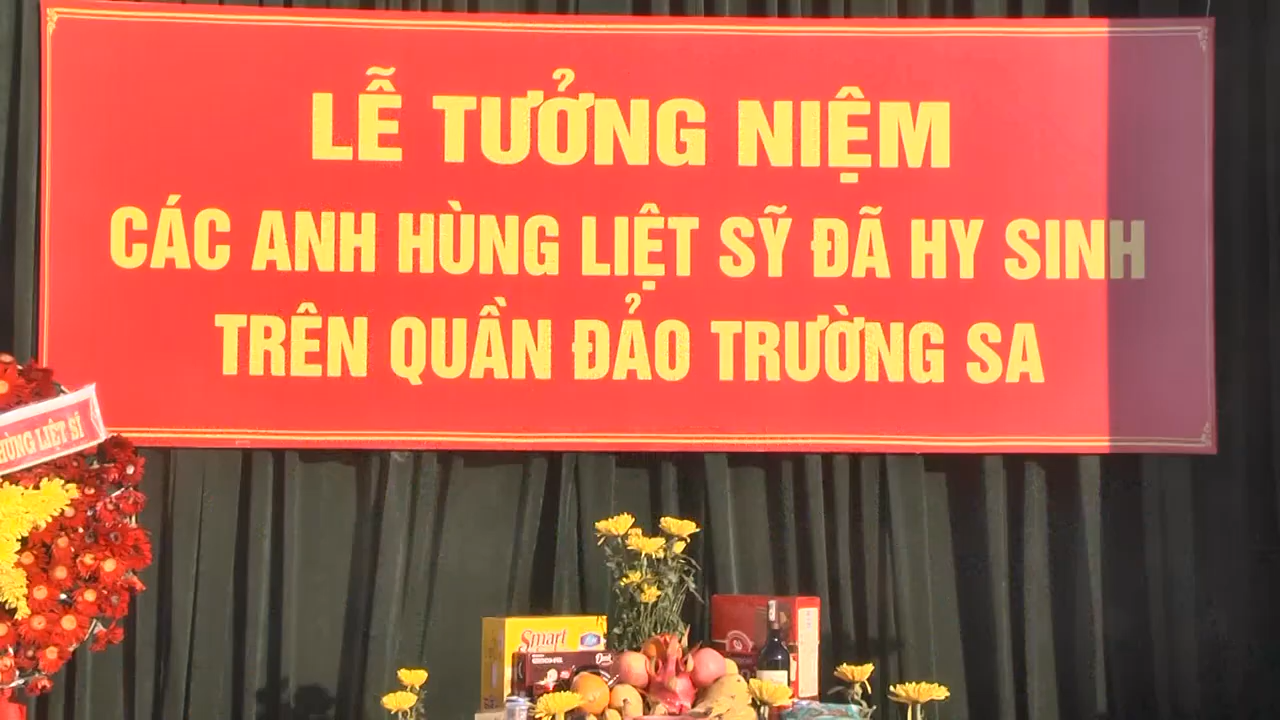 LỄ TƯỞNG NIỆM
CÁC ANH HÙNG LIỆT SỸ ĐÃ HY SINH
TRÊN QUẦN ĐẢO TRƯỜNG SA
HÙNG LIỆT SĨ
Smart